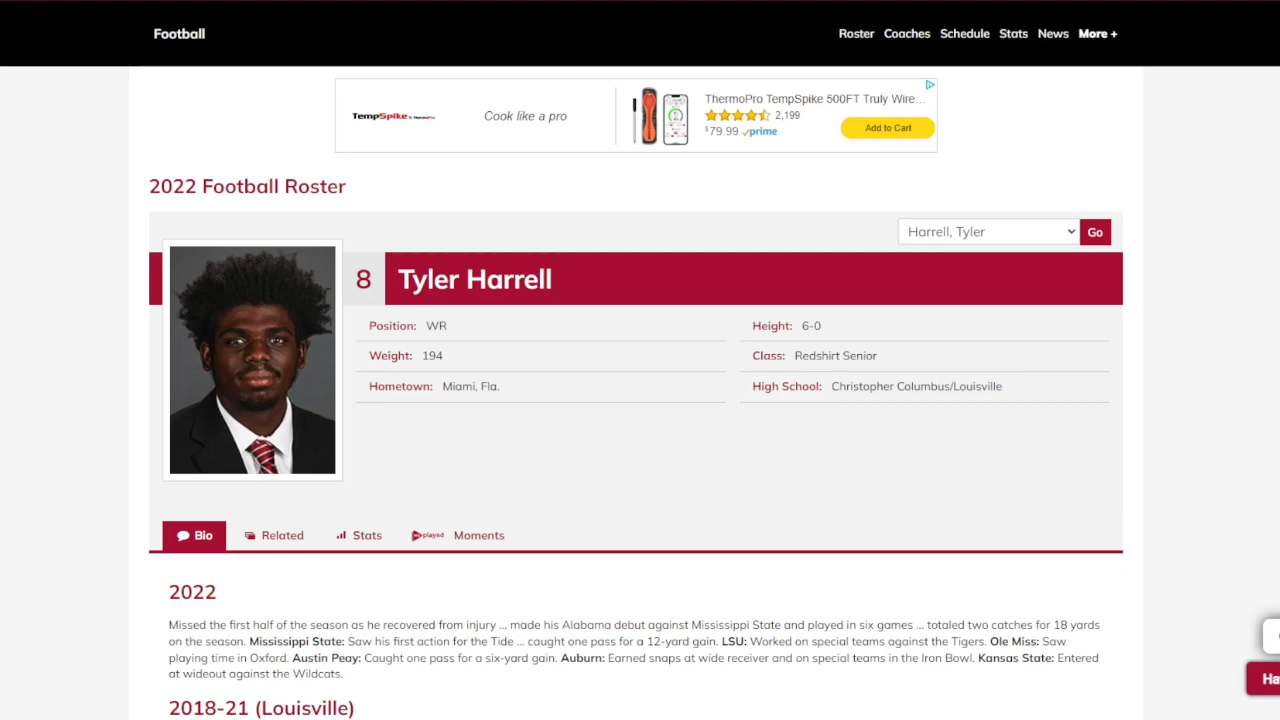 Football
Roster Coaches Schedule Stats News More +
TempSpike
Cook like a pro
ThermoPro TempSpike 500FT Truly Wire...
2,199
$79.99 prime
Add to Cart
2022 Football Roster
Harrell, Tyler
Go
8 Tyler Harrell
Position: WR
Height: 6-0
Weight: 194
Class: Redshirt Senior
Hometown: Miami, Fla.
High School: Christopher Columbus/Louisville
Bio Related Stats played Moments
2022
Missed the first half of the season as he recovered from injury ... made his Alabama debut against Mississippi State and played in six games ... totaled two catches for 18 yards
on the season. Mississippi State: Saw his first action for the Tide ... caught one pass for a 12-yard gain. LSU: Worked on special teams against the Tigers. Ole Miss: Saw
playing time in Oxford. Austin Peay: Caught one pass for a six-yard gain. Auburn: Earned snaps at wide receiver and on special teams in the Iron Bowl. Kansas State: Entered
at wideout against the Wildcats.
Ha
2018-21 (Louisville)